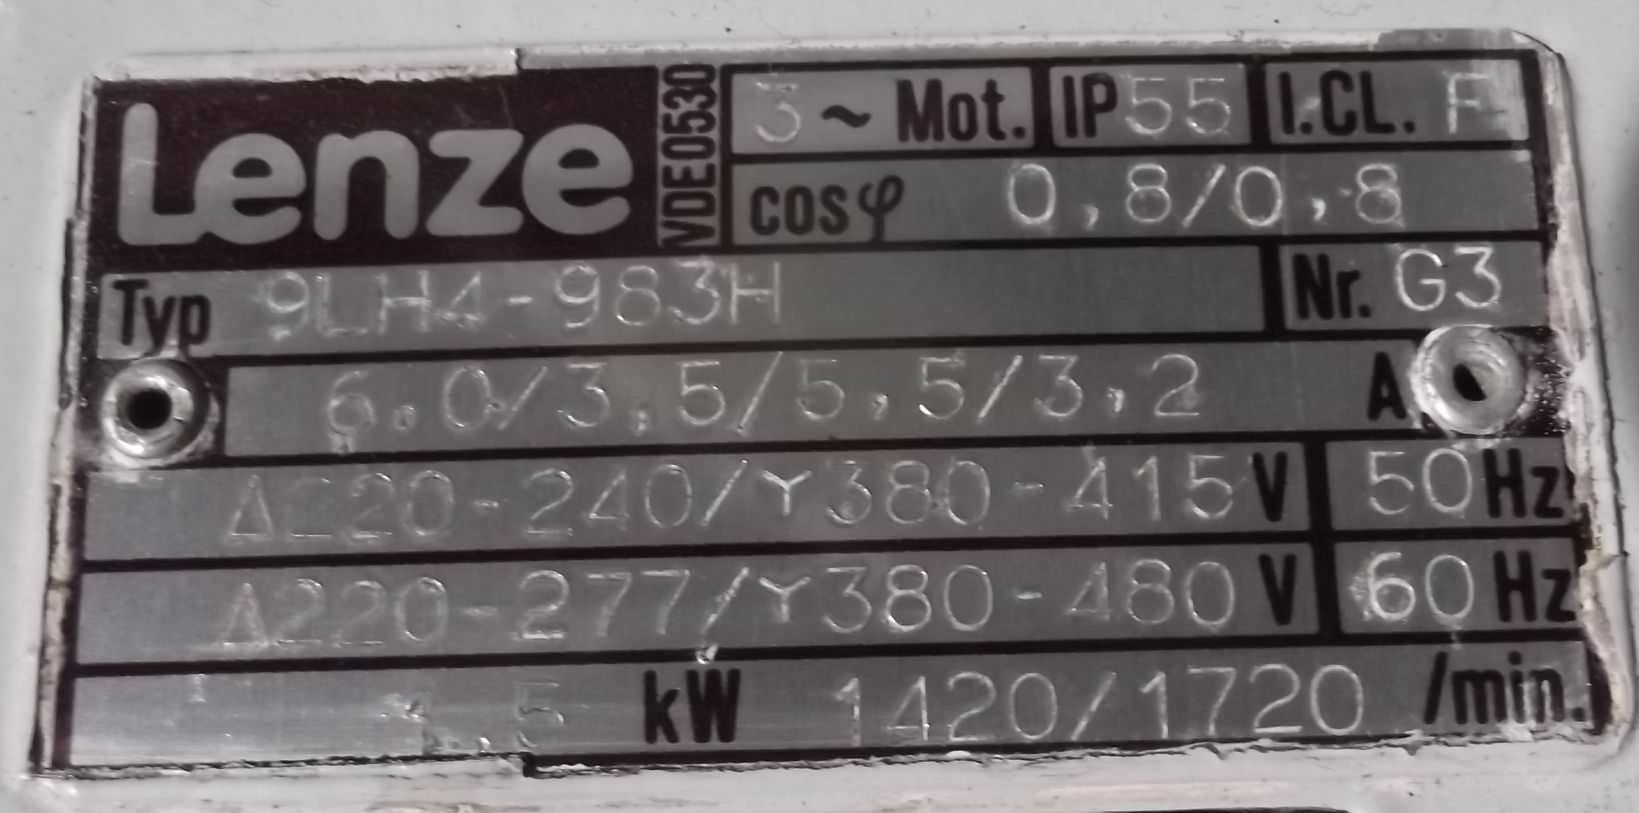 Lenze VDE0530 3 ~ Mot. IP55 I.CL. F
cosφ 0,8/0,8
Typ 9LH4-983H Nr. G3
6,0/3,5/5,5/3,2 A
Δ220-240/Y380-415 V 50 Hz
Δ220-277/Y380-480 V 60 Hz
1,5 kW 1420/1720 /min.